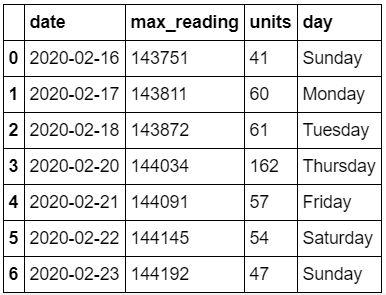 date max_reading units day
0 2020-02-16 143751 41 Sunday
1 2020-02-17 143811 60 Monday
2 2020-02-18 143872 61 Tuesday
3 2020-02-20 144034 162 Thursday
4 2020-02-21 144091 57 Friday
5 2020-02-22 144145 54 Saturday
6 2020-02-23 144192 47 Sunday